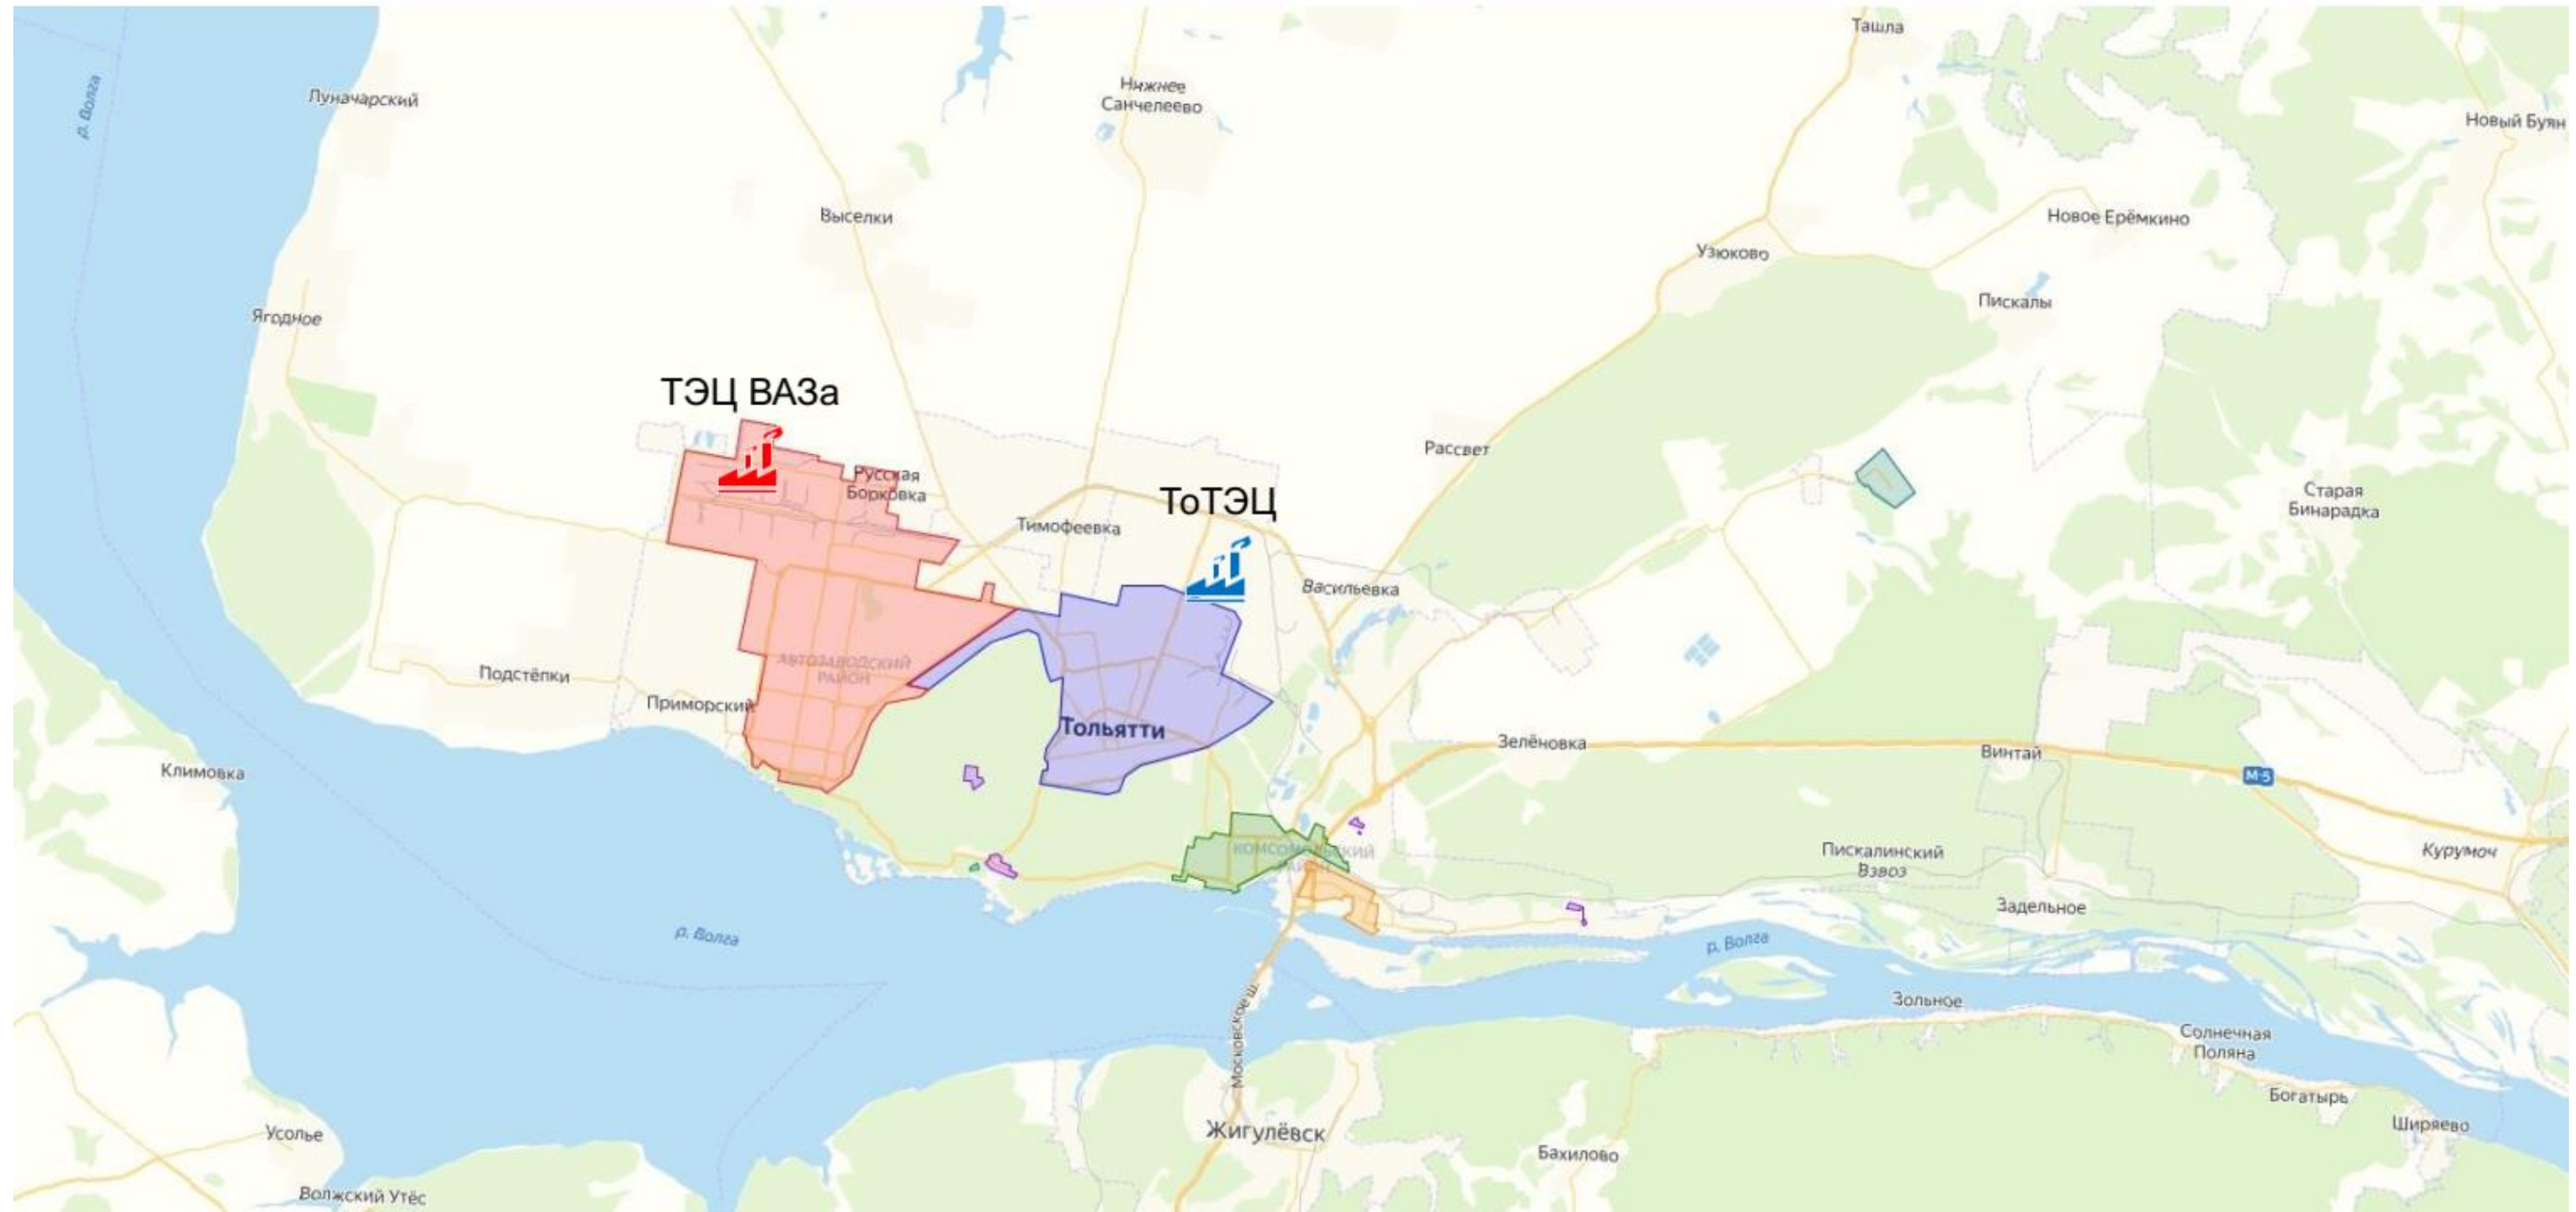 Ташла
р. Волга
Луначарский
Нижнее
Санчелеево
Новый Буян
Выселки
Новое Ерёмкино
Узюково
Пискалы
Ягодное
ТЭЦ ВАЗа
Рассвет
Русская
Борковка
ТоТЭЦ
Старая
Бинарадка
Тимофеевка
Васильевка
АВТОЗАВОДСКИЙ
РАЙОН
Подстёпки
Приморский
Тольятти
Зелёновка
Винтай
Климовка
М-5
КОМСОМОЛЬСКИЙ
РАЙОН
Пискалинский
Взвоз
Курумоч
Задельное
р. Волга
р. Волга
Зольное
Московское ш.
Солнечная
Поляна
Богатырь
Ширяево
Усолье
Жигулёвск
Бахилово
Волжский Утёс